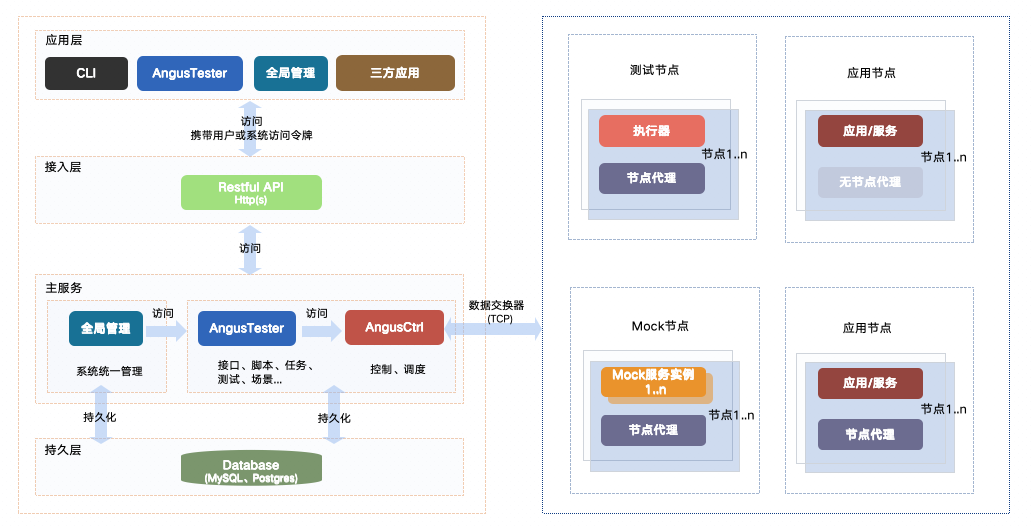 应用层
CLI
AngusTester
全局管理
三方应用
访问
携带用户或系统访问令牌
接入层
Restful API
Http(s)
访问
主服务
全局管理
访问
AngusTester
访问
AngusCtrl
系统统一管理
接口、脚本、任务、
测试、场景...
控制、调度
持久化
持久化
持久层
Database
(MySQL、Postgres)
数据交换器
(TCP)
测试节点
执行器
节点1..n
节点代理
应用节点
应用/服务
节点1..n
无节点代理
Mock节点
Mock服务实例
1..n
节点1..n
节点代理
应用节点
应用/服务
节点1..n
节点代理